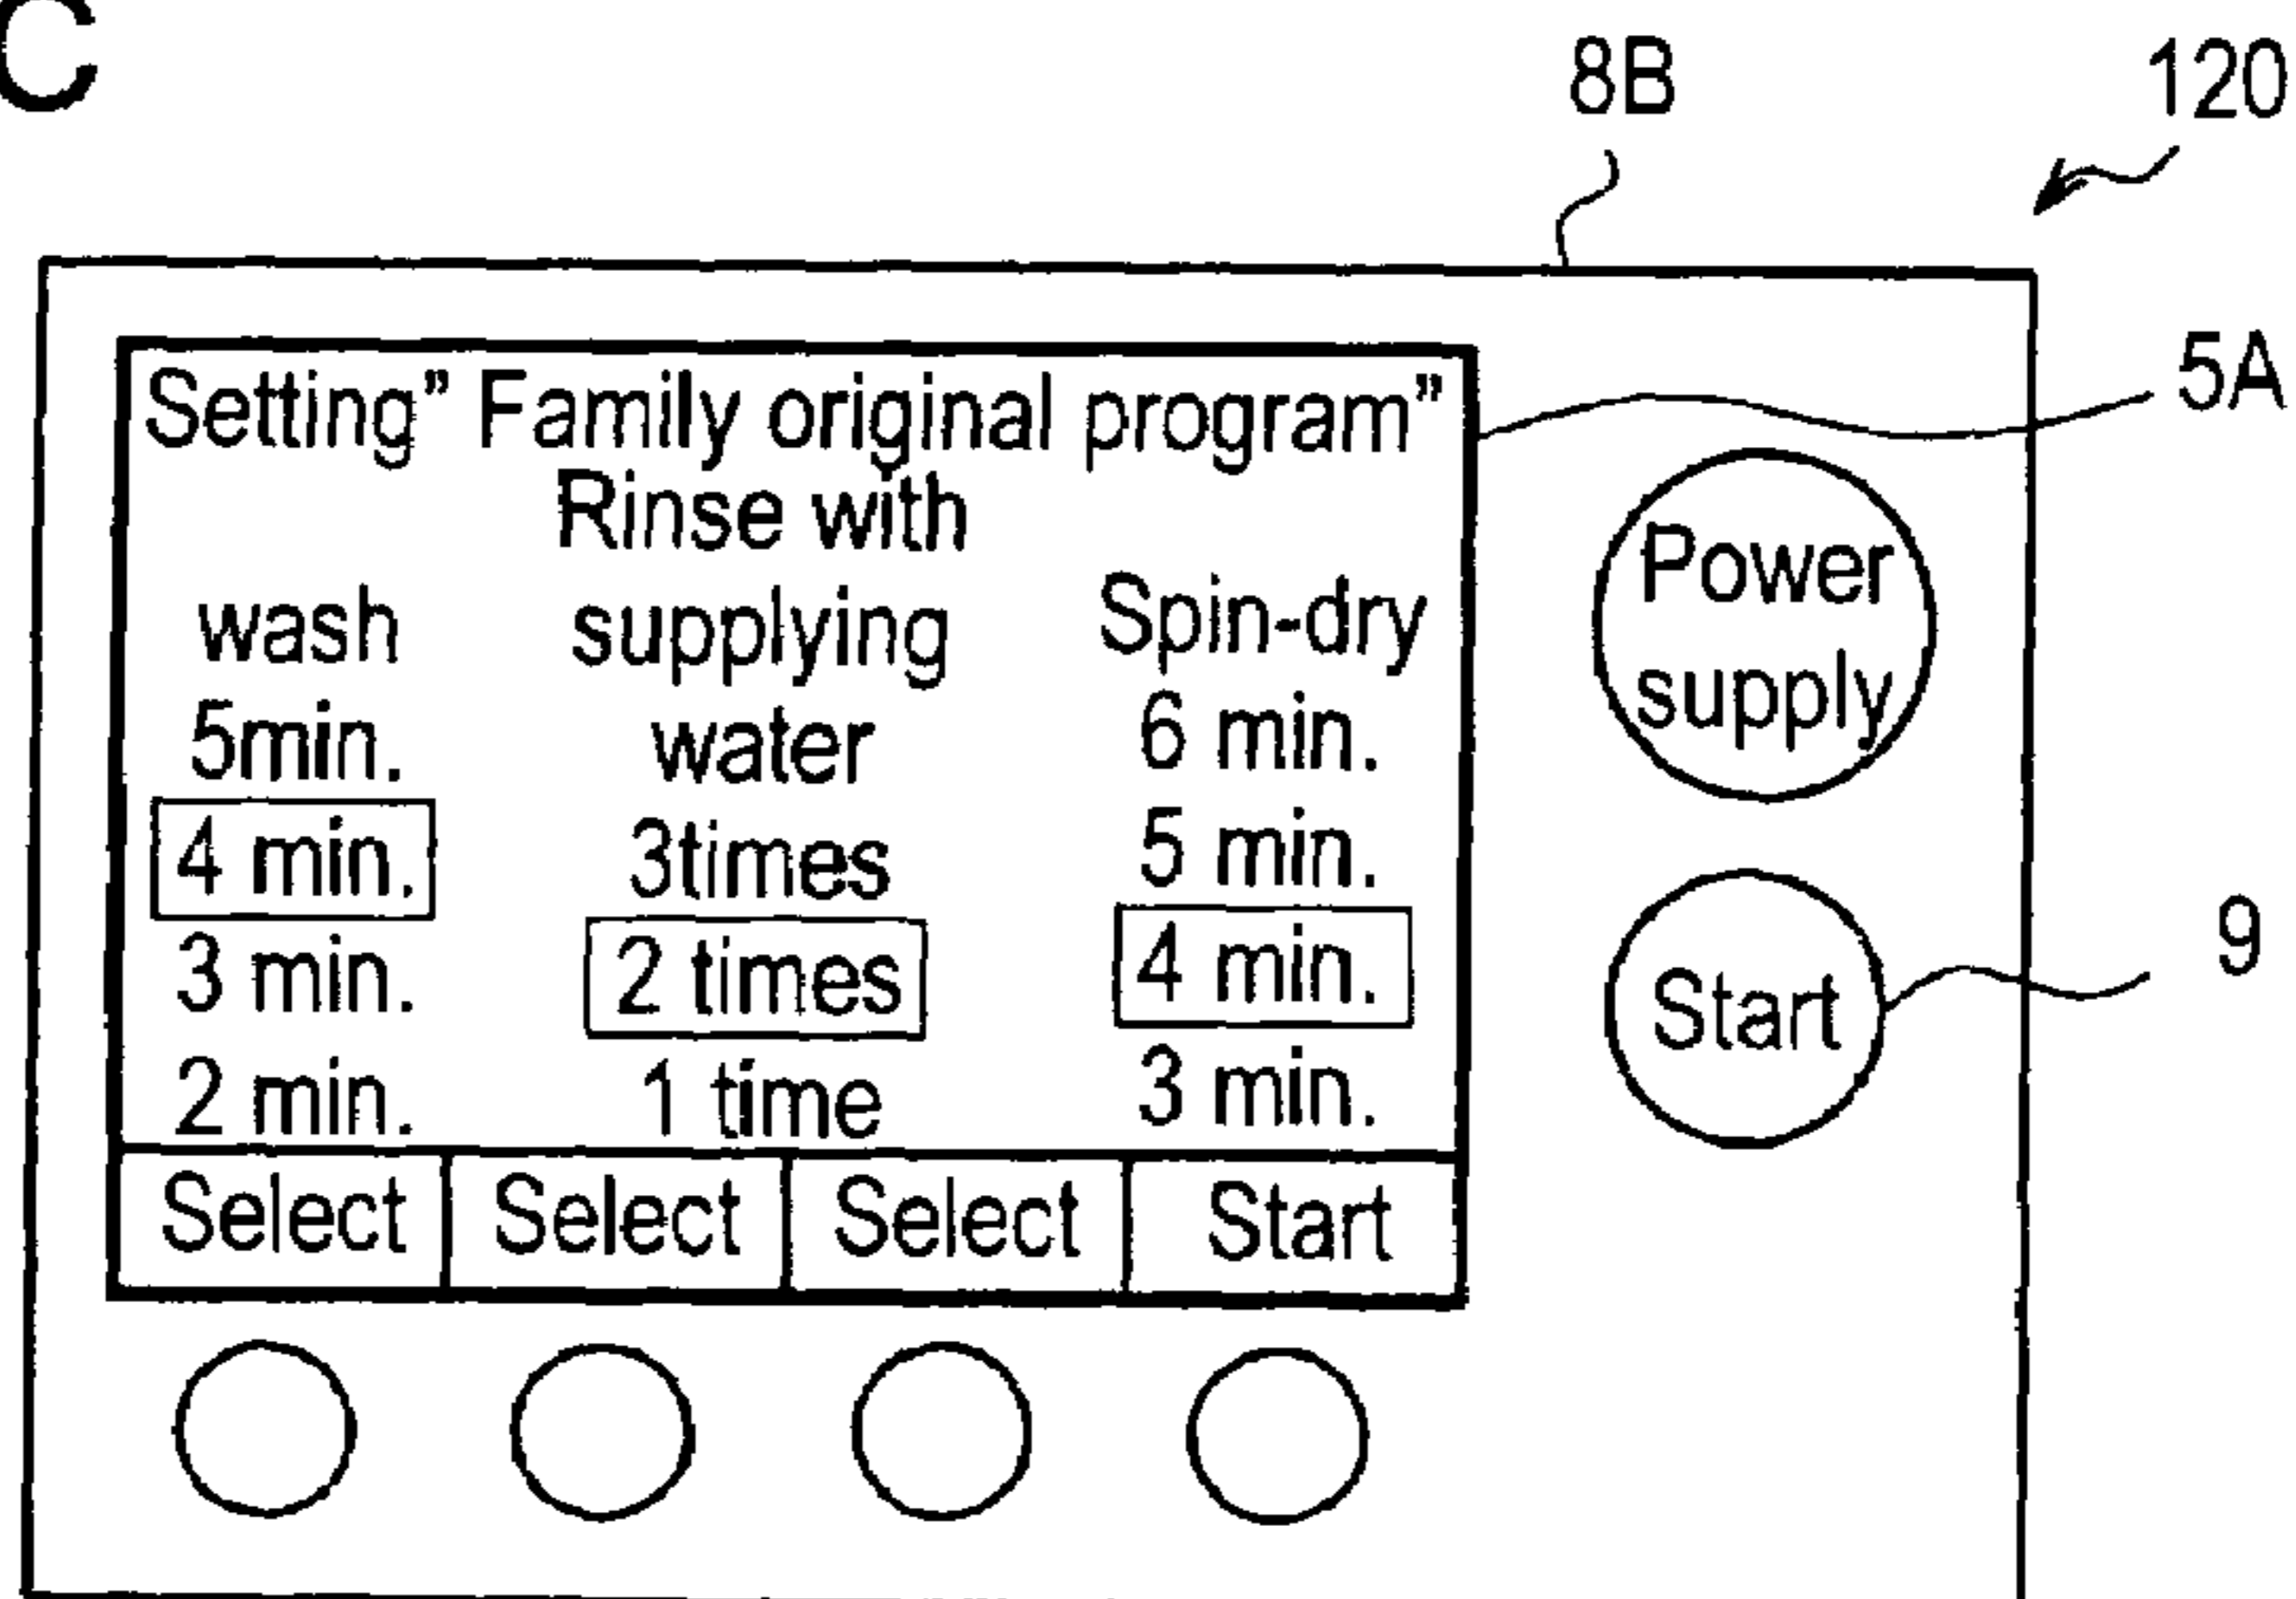 C
8B
120
5A
Setting" Family original program"
wash
5min.
4 min.
3 min.
2 min.
Rinse with
supplying
water
3times
2 times
1 time
Spin-dry
6 min.
5 min.
4 min.
3 min.
Select
Select
Select
Start
Power
supply
Start
9